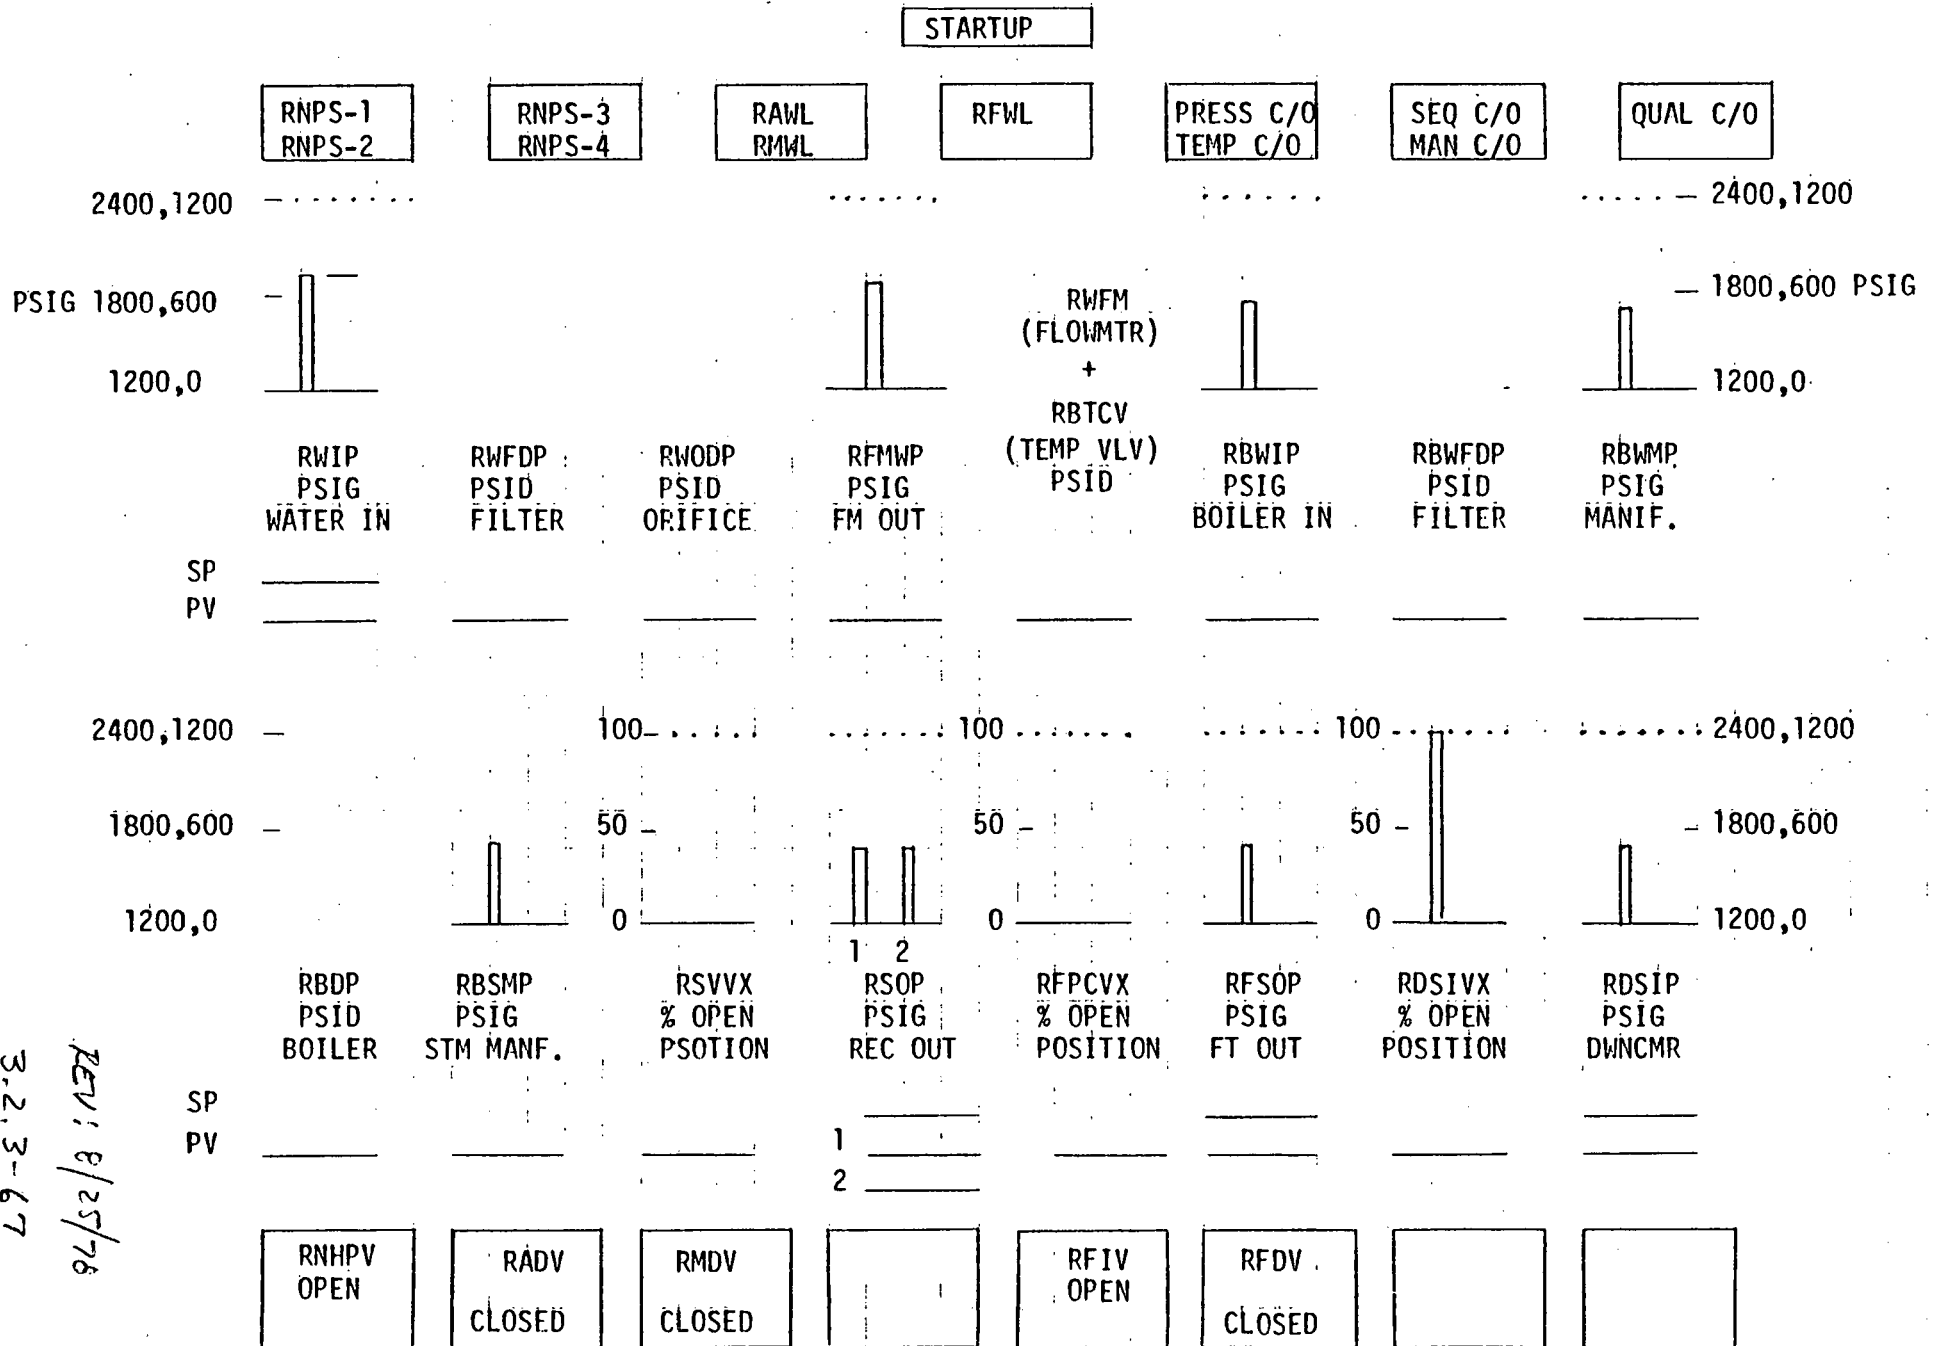 STARTUP
RNPS-1 RNPS-3 RAWL RFWL PRESS C/O SEQ C/O QUAL C/O
RNPS-2 RNPS-4 RMWL TEMP C/O MAN C/O
2400,1200 2400,1200
PSIG 1800,600 1800,600 PSIG
RWFM
(FLOWMTR)
+
1200,0 1200,0
RBTCV
(TEMP VLV)
PSID
RWIP RWFDP RWODP RFMWP RBWIP RBWFDP RBWMP
PSIG PSID PSID PSIG PSIG PSID PSIG
WATER IN FILTER ORIFICE FM OUT BOILER IN FILTER MANIF.
SP
PV
2400,1200 100 100 100 2400,1200
1800,600 50 50 50 1800,600
1200,0 0 0 0 1200,0
1 2
RBDP RBSMP RSVVX RSOP RFPCVX RFSOP RDSIVX RDSIP
PSID PSIG % OPEN PSIG % OPEN PSIG % OPEN PSIG
BOILER STM MANF. PSOTION REC OUT POSITION FT OUT POSITION DWNCMR
SP
PV 1
2
RNHPV RADV RMDV RFIV RFDV
OPEN OPEN
CLOSED CLOSED CLOSED
REV: 8/25/78
3.2.3-67